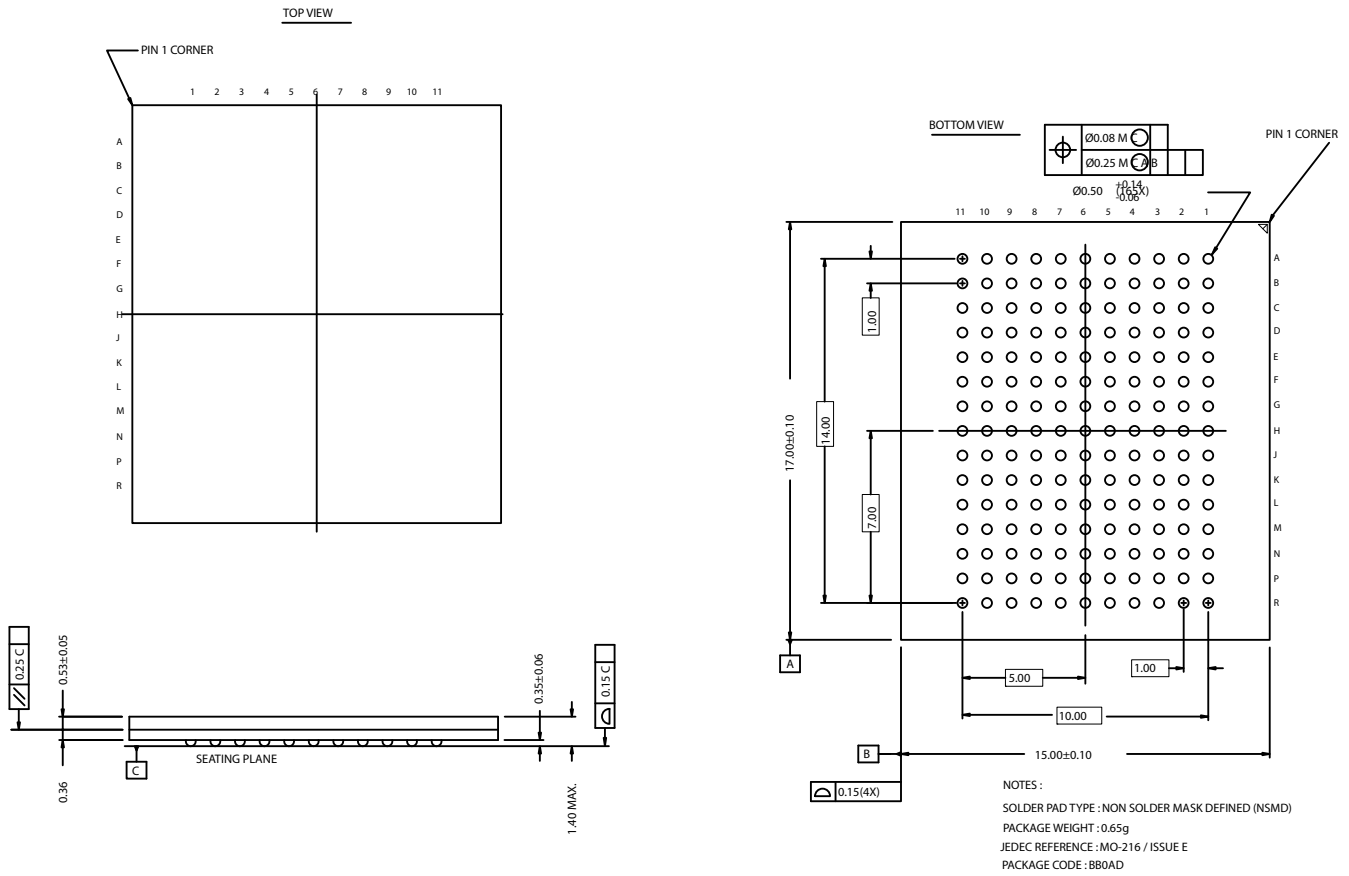 TOP VIEW
PIN 1 CORNER
1 2 3 4 5 6 7 8 9 10 11
A
B
C
D
E
F
G
H
J
K
L
M
N
P
R
BOTTOM VIEW
PIN 1 CORNER
Ø0.08 M C
Ø0.25 M C A B
+0.14
Ø0.50 (165X)
-0.06
11 10 9 8 7 6 5 4 3 2 1
A
B
C
D
E
F
G
H
J
K
L
M
N
P
R
1.00
14.00
17.00±0.10
7.00
A
5.00
1.00
10.00
B
15.00±0.10
0.15(4X)
0.25 C
0.53±0.05
0.36
C
SEATING PLANE
0.35±0.06
0.15 C
1.40 MAX.
NOTES :
SOLDER PAD TYPE : NON SOLDER MASK DEFINED (NSMD)
PACKAGE WEIGHT : 0.65g
JEDEC REFERENCE : MO-216 / ISSUE E
PACKAGE CODE : BB0AD